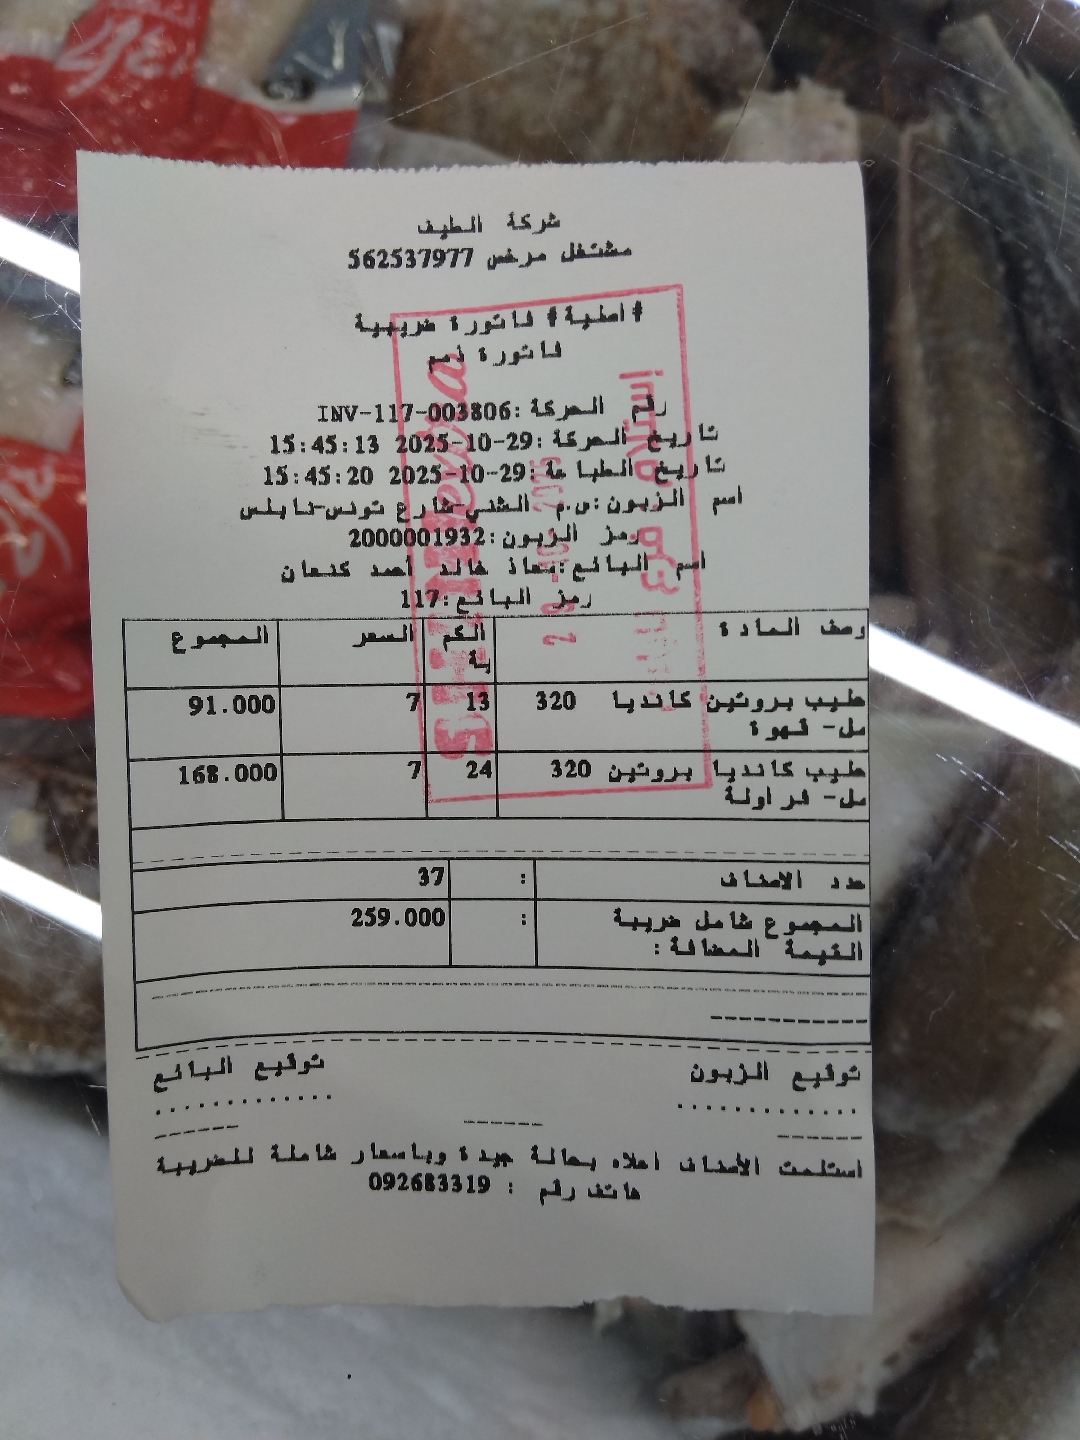 شركة الطيف
مشتغل مرخص 562537977
#أصلية# فاتورة ضريبية
فاتورة ذمم
رقم الحركة :INV-117-003806
تاريخ الحركة :29-10-2025 15:45:13
تاريخ الطباعة :29-10-2025 15:45:20
اسم الزبون :س.م الشني-شارع تونس-نابلس
رمز الزبون :2000001932
اسم البائع :معاذ خالد أحمد كنعان
رمز البائع :117
وصف المادة الكمية السعر المجموع
حليب بروتين كانديا 320 13 7 91.000
مل- قهوة
حليب كانديا بروتين 320 24 7 168.000
مل- فراولة
عدد الاصناف : 37
المجموع شامل ضريبة : 259.000
القيمة المضافة :
توقيع الزبون توقيع البائع
استلمت الأصناف أعلاه بحالة جيدة وباسعار شاملة للضريبة
هاتف رقم : 092683319